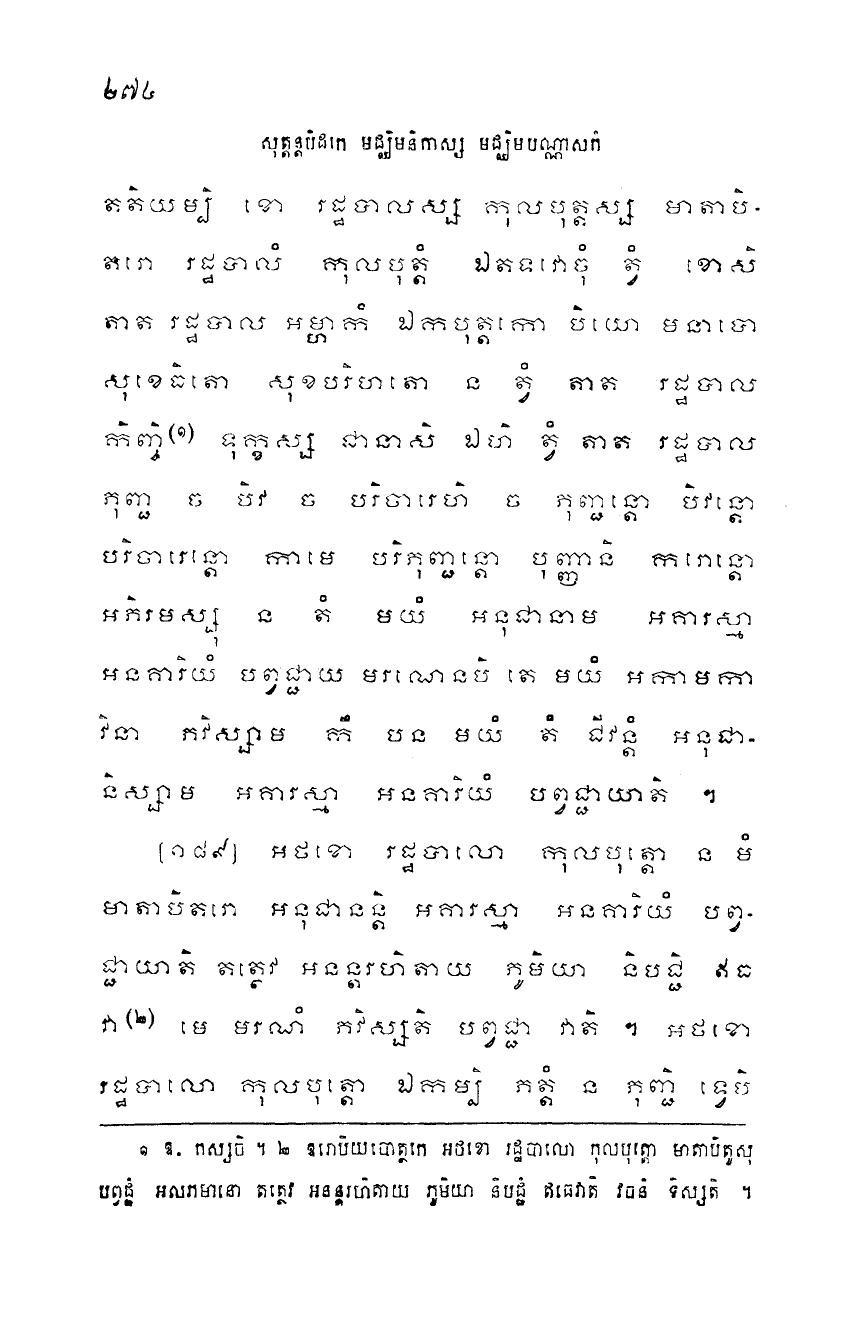 ២៧៤
សុត្តន្តបិដកេ មជ្ឈិមនិកាស្ស មជ្ឈិមបណ្ណាសកំ
តតិយម្បិ ខោ រដ្ឋបាលស្ស កុលបុត្តស្ស មាតាបិ-
តរោ រដ្ឋបាលំ កុលបុត្តំ ឯតទវោចុំ ត្វំ ខោសិ
តាត រដ្ឋបាល អម្ហាកំ ឯកបុត្តកោ បិយោ មនាបោ
សុខេធិតោ សុខបរិហតោ ន ត្វំ តាត រដ្ឋបាល
កិញ្ចិ(១) ទុក្ខស្ស ជានាសិ ឯហិ ត្វំ តាត រដ្ឋបាល
ភុញ្ជ ច បិវ ច បរិចារេហិ ច ភុញ្ជន្តោ បិវន្តោ
បរិចារេន្តោ កាមេ បរិភុញ្ជន្តោ បុញ្ញានិ ករោន្តោ
អភិរមស្សុ ន តំ មយំ អនុជានាម អគារស្មា
អនគារិយំ បព្វជ្ជាយ មរណេនបិ តេ មយំ អកាមកា
វិនា ភវិស្សាម កឹ បន មយំ តំ ជីវន្តំ អនុជា-
និស្សាម អគារស្មា អនគារិយំ បព្វជ្ជាយាតិ ។
[១៨៩] អថខោ រដ្ឋបាលោ កុលបុត្តោ ន មំ
មាតាបិតរោ អនុជានន្តិ អគារស្មា អនគារិយំ បព្វ-
ជ្ជាយាតិ តត្ថេវ អនន្តរហិតាយ ភូមិយា និបជ្ជិ ឥធ
វា(២) មេ មរណំ ភវិស្សតិ បព្វជ្ជា វាតិ ។ អថខោ
រដ្ឋបាលោ កុលបុត្តោ ឯកម្បិ ភត្តំ ន ភុញ្ជិ ទ្វេបិ
១ ឱ. កស្សចិ ។ ២ ឱរោបិយបោត្ថកេ អថខោ រដ្ឋបាលោ កុលបុត្តោ មាតាបិតូសុ
បព្វជ្ជំ អលភមានោ តត្ថេវ អនន្តរហិតាយ ភូមិយា និបជ្ជំ ឥធេវាតិ វចនំ ទិស្សតិ ។